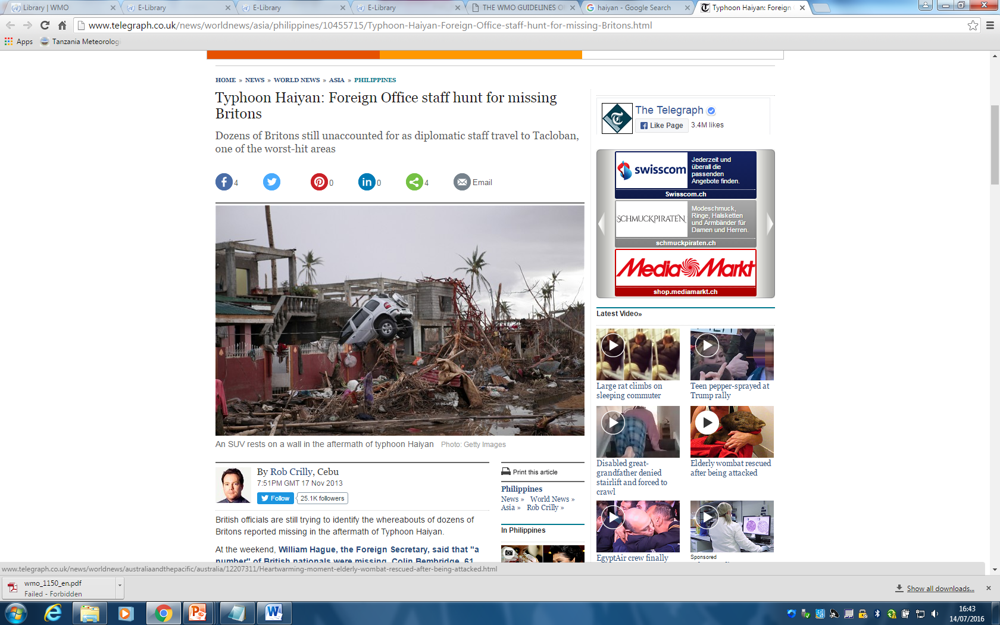 Library | WMO
E-Library
E-Library
E-Library
THE WMO GUIDELINES O
haiyan - Google Search
Typhoon Haiyan: Foreign
www.telegraph.co.uk/news/worldnews/asia/philippines/10455715/Typhoon-Haiyan-Foreign-Office-staff-hunt-for-missing-Britons.html
Apps
Tanzania Meteorologi
HOME » NEWS » WORLD NEWS » ASIA » PHILIPPINES
Typhoon Haiyan: Foreign Office staff hunt for missing
Britons
Dozens of Britons still unaccounted for as diplomatic staff travel to Tacloban,
one of the worst-hit areas
4
0
0
4
Email
An SUV rests on a wall in the aftermath of typhoon Haiyan Photo: Getty Images
By Rob Crilly, Cebu
7:51PM GMT 17 Nov 2013
Follow
25.1K followers
British officials are still trying to identify the whereabouts of dozens of
Britons reported missing in the aftermath of Typhoon Haiyan.
At the weekend, William Hague, the Foreign Secretary, said that "a
number" of British nationals were missing. Colin Bembridge, 61,
Print this article
Philippines
News » World News »
Asia » Rob Crilly »
In Philippines
The Telegraph
Like Page
3.4M likes
swisscom
Jederzeit und
überall die
passenden
Angebote finden.
Swisscom.ch
SCHMUCKPIRATEN
Modeschmuck,
Ringe, Halsketten
und Armbänder für
Damen und Herren.
schmuckpiraten.ch
Media Markt
shop.mediamarkt.ch
Latest Video»
Large rat climbs on
sleeping commuter
Teen pepper-sprayed at
Trump rally
Disabled great-
grandfather denied
stairlift and forced to
crawl
Elderly wombat rescued
after being attacked
EgyptAir crew finally
Sponsored
www.telegraph.co.uk/news/worldnews/australiaandthepacific/australia/12207311/Heartwarming-moment-elderly-wombat-rescued-after-being-attacked.html
wmo_1150_en.pdf
Failed - Forbidden
Show all downloads...
16:43
14/07/2016